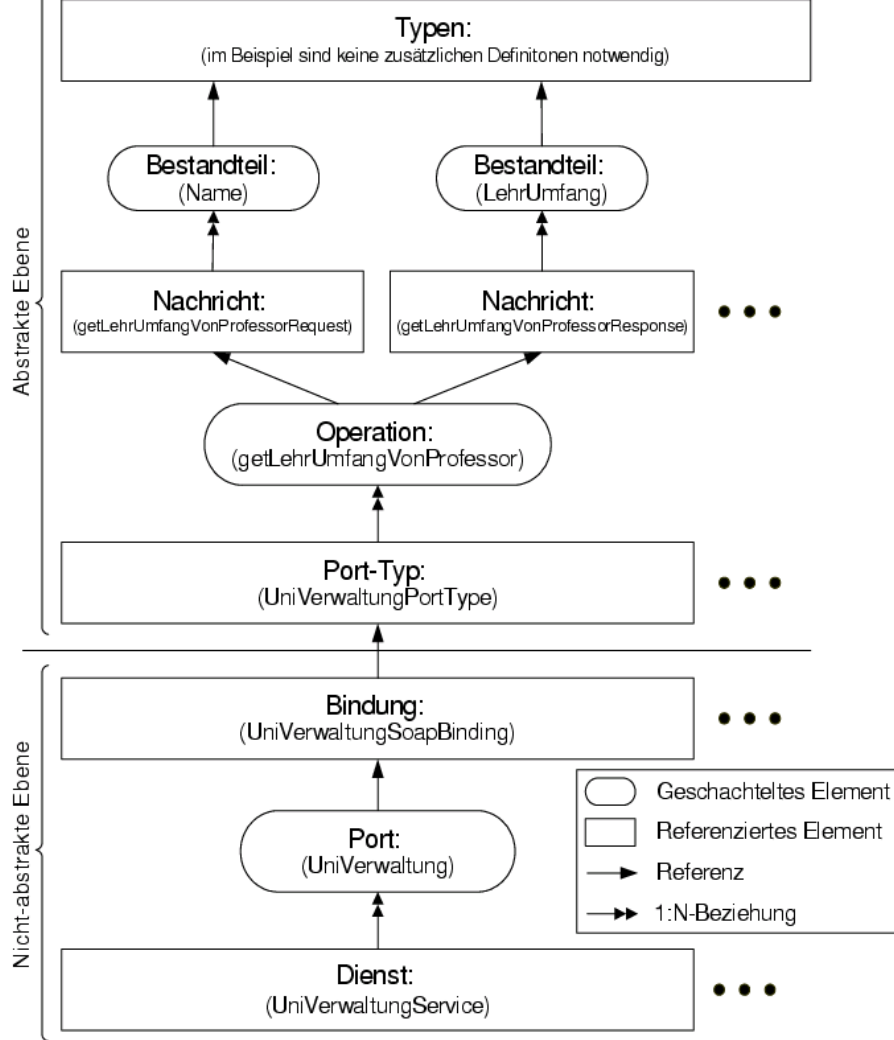 Typen:
(im Beispiel sind keine zusätzlichen Definitonen notwendig)
Bestandteil:
(Name)
Bestandteil:
(LehrUmfang)
Abstrakte Ebene
Nachricht:
(getLehrUmfangVonProfessorRequest)
Nachricht:
(getLehrUmfangVonProfessorResponse)
Operation:
(getLehrUmfangVonProfessor)
Port-Typ:
(UniVerwaltungPortType)
Nicht-abstrakte Ebene
Bindung:
(UniVerwaltungSoapBinding)
Port:
(UniVerwaltung)
Dienst:
(UniVerwaltungService)
Geschachteltes Element
Referenziertes Element
Referenz
1:N-Beziehung